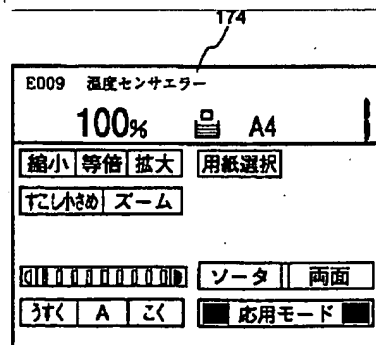 174
E009 温度センサエラー
100% A4
縮小 等倍 拡大 用紙選択
すこし小さめ ズーム
ソータ 両面
うすく A こく 応用モード